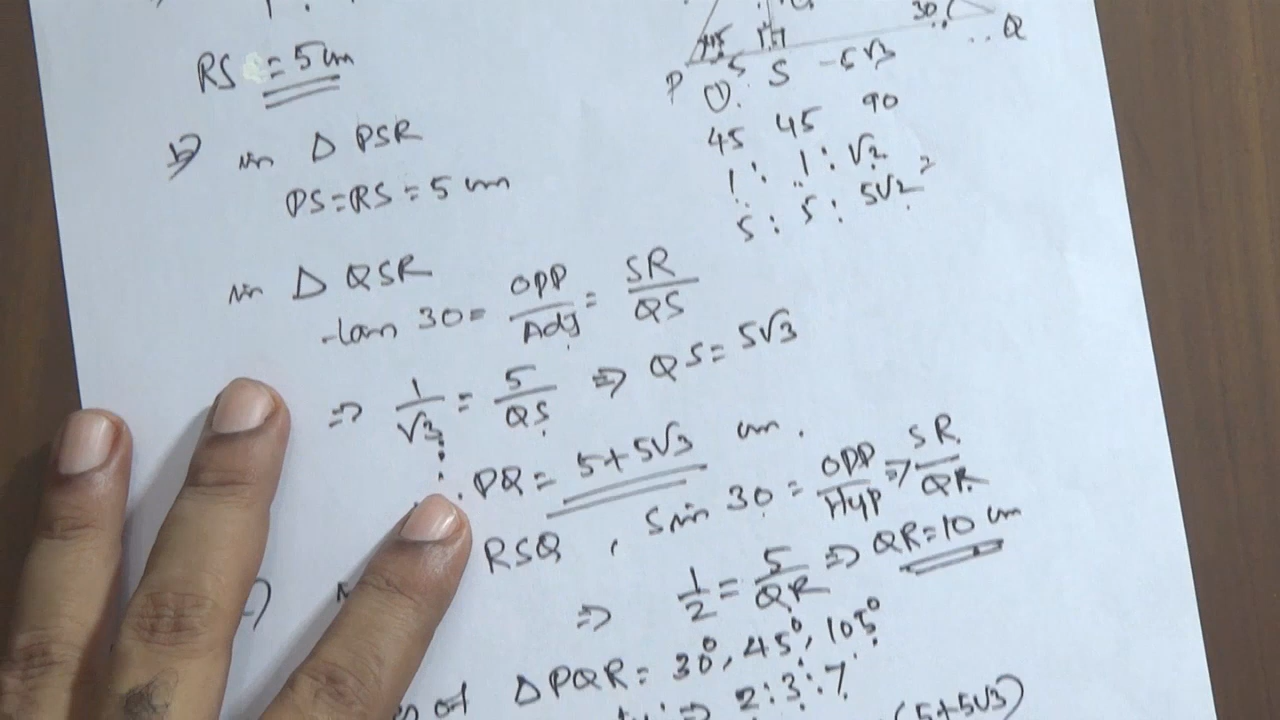 30
Q
45
5
P
S - 5√3
RS = 5 cm
45 45 90
1 : 1 : √2
5 : 5 : 5√2
b) in Δ PSR
PS = RS = 5 cm
in Δ QSR
tan 30 = OPP/Adj = SR/QS
⇒ 1/√3 = 5/QS ⇒ QS = 5√3
∴ PQ = 5+5√3 cm.
RSQ , Sin 30 = OPP/Hyp ⇒ SR/QR
⇒ 1/2 = 5/QR ⇒ QR = 10 cm
of ΔPQR = 30°, 45°, 105°
⇒ 2:3:7
(5+5√3)